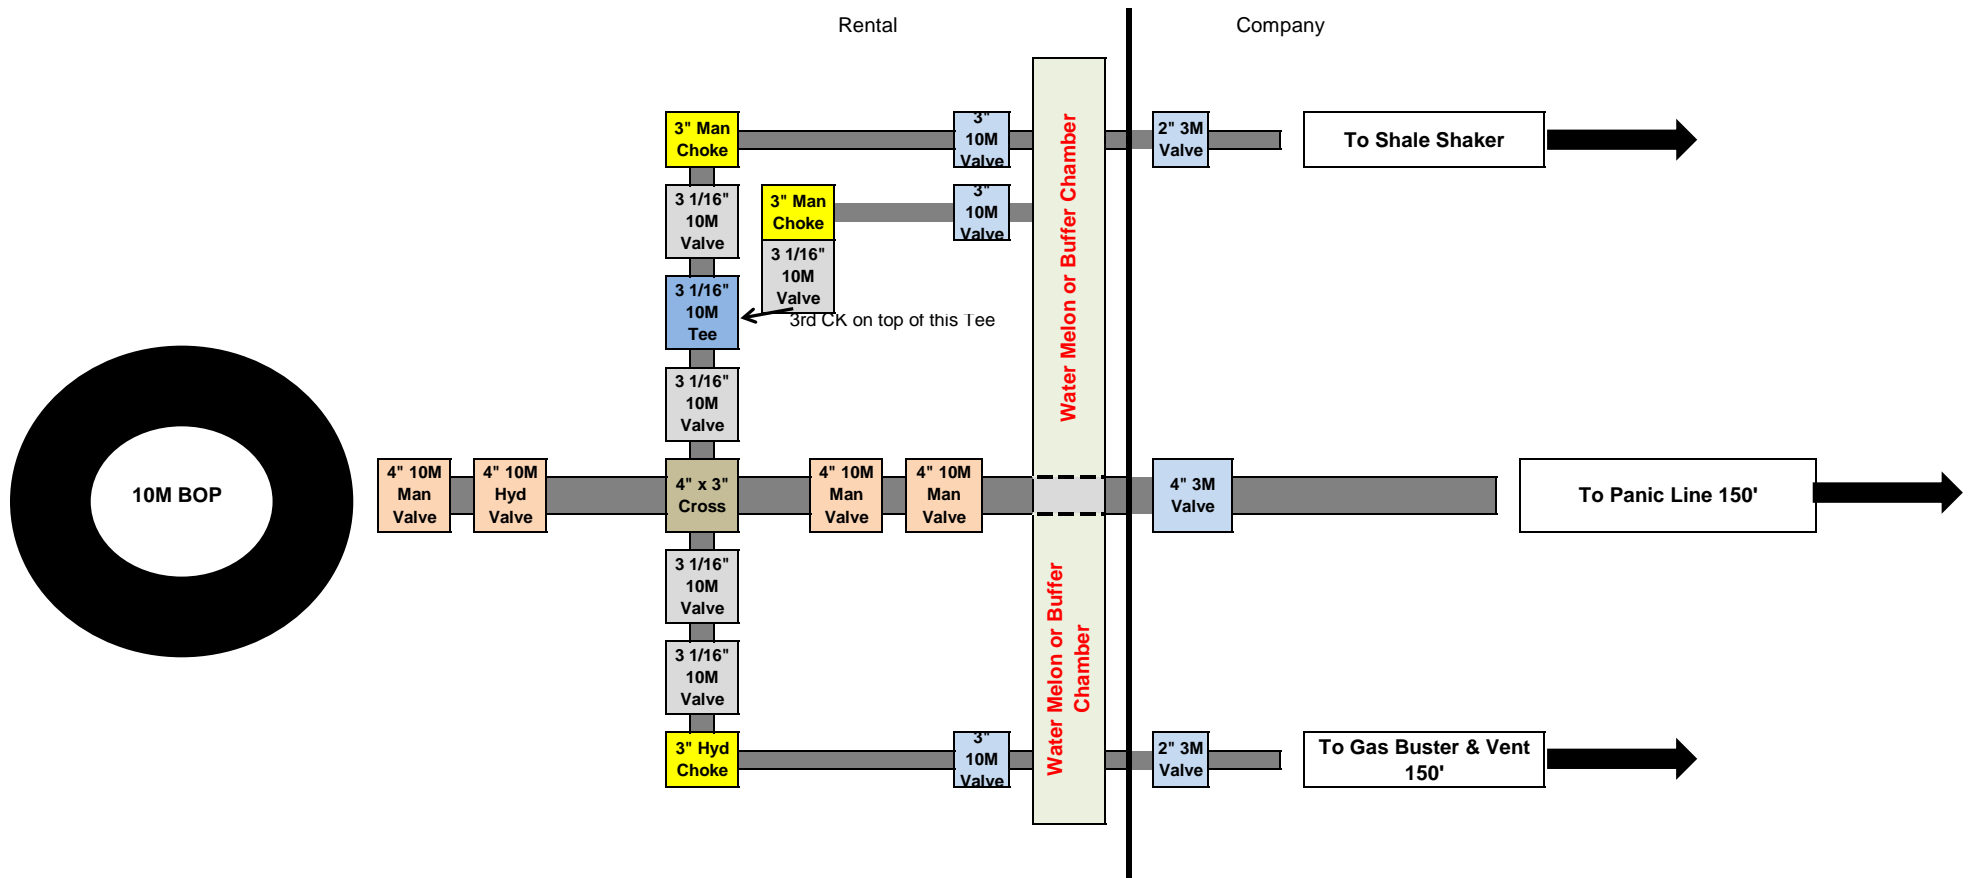 Rental
Company
3" Man
Choke
3"
10M
Valve
2" 3M
Valve
To Shale Shaker
3 1/16"
10M
Valve
3" Man
Choke
3"
10M
Valve
3 1/16"
10M
Valve
3 1/16"
10M
Tee
3rd CK on top of this Tee
Water Melon or Buffer Chamber
3 1/16"
10M
Valve
10M BOP
4" 10M
Man
Valve
4" 10M
Hyd
Valve
4" x 3"
Cross
4" 10M
Man
Valve
4" 10M
Man
Valve
4" 3M
Valve
To Panic Line 150'
3 1/16"
10M
Valve
Water Melon or Buffer
Chamber
3 1/16"
10M
Valve
3" Hyd
Choke
3"
10M
Valve
2" 3M
Valve
To Gas Buster & Vent
150'